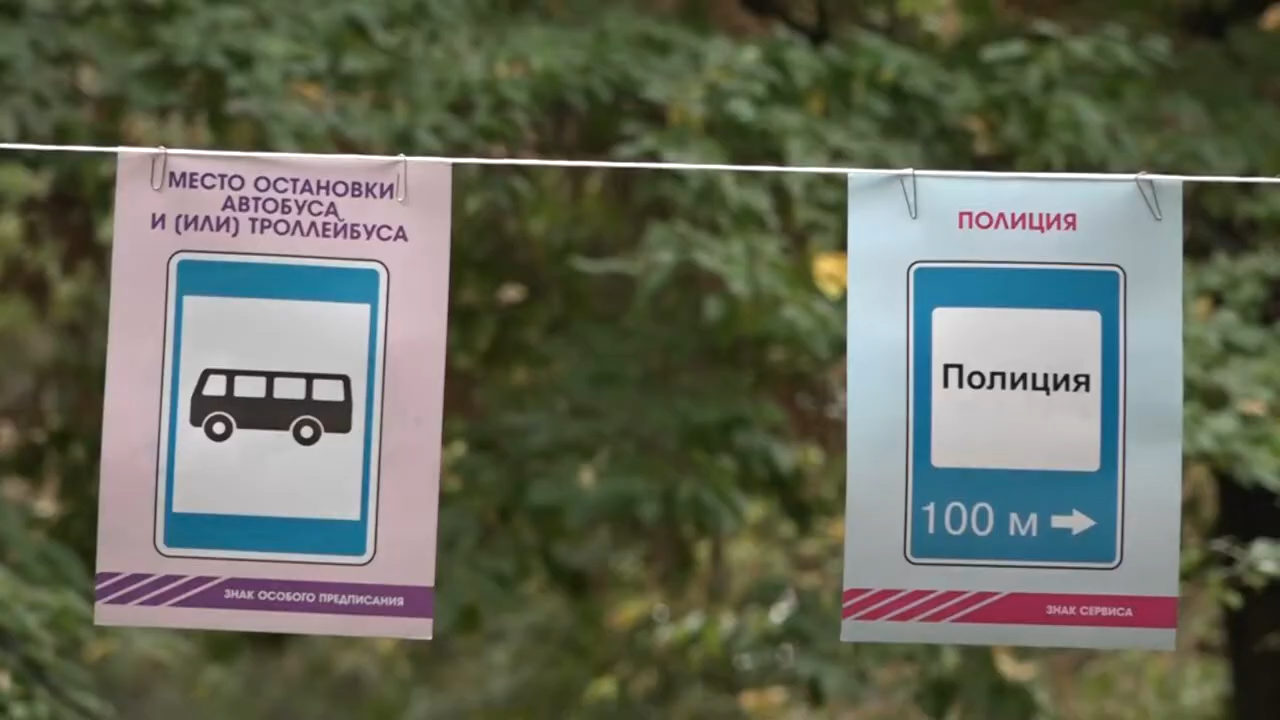 МЕСТО ОСТАНОВКИ
АВТОБУСА
И (ИЛИ) ТРОЛЛЕЙБУСА
ЗНАК ОСОБОГО ПРЕДПИСАНИЯ
ПОЛИЦИЯ
Полиция
100 м
ЗНАК СЕРВИСА